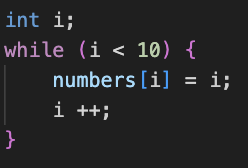 int i;
while (i < 10) {
    numbers[i] = i;
    i ++;
}